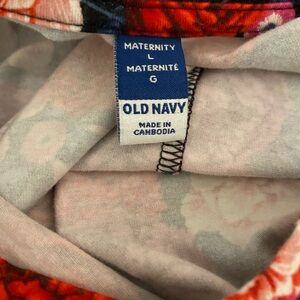 MATERNITY
L
MATERNITÉ
G
OLD NAVY
MADE IN
CAMBODIA